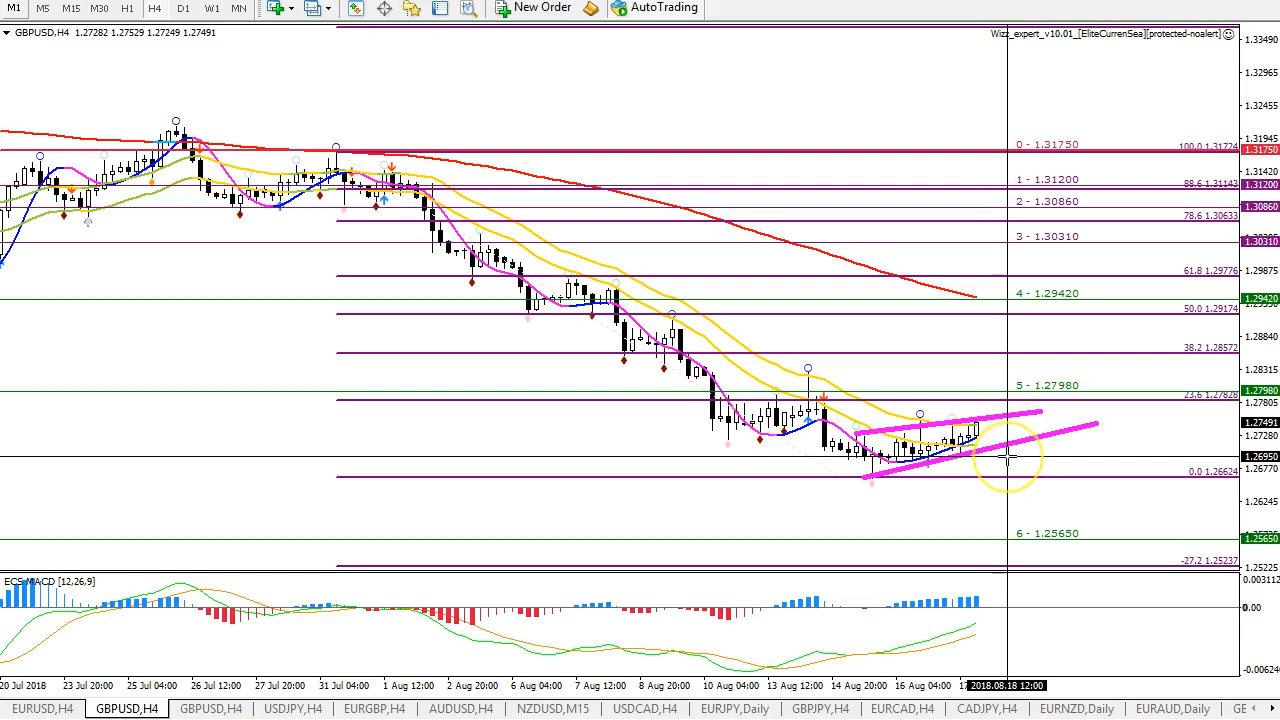 M1 M5 M15 M30 H1 H4 D1 W1 MN New Order AutoTrading
GBPUSD,H4 1.27282 1.27529 1.27249 1.27491
Wizz_expert_v10.01_[EliteCurrenSea][protected-noalert]
1.33490
1.32965
1.32455
1.31945
0 - 1.31750
100.0 1.31724
1.31750
1.31420
1 - 1.31200
88.6 1.31143
1.31200
2 - 1.30860
1.30860
78.6 1.30633
3 - 1.30310
1.30310
61.8 1.29776
1.29875
4 - 1.29420
1.29420
50.0 1.29174
1.28840
38.2 1.28572
1.28315
5 - 1.27980
1.27980
23.6 1.27828
1.27805
1.27491
1.27280
1.26950
0.0 1.26624
1.26770
1.26245
6 - 1.25650
1.25650
-27.2 1.25237
1.25225
ECS MACD [12,26,9]
0.003112
0.00
-0.006624
20 Jul 2018 23 Jul 20:00 25 Jul 04:00 26 Jul 12:00 27 Jul 20:00 31 Jul 04:00 1 Aug 12:00 2 Aug 20:00 6 Aug 04:00 7 Aug 12:00 8 Aug 20:00 10 Aug 04:00 13 Aug 12:00 14 Aug 20:00 16 Aug 04:00 2018.08.18 12:00
EURUSD,H4 GBPUSD,H4 GBPUSD,H4 USDJPY,H4 EURGBP,H4 AUDUSD,H4 NZDUSD,M15 USDCAD,H4 EURJPY,Daily GBPJPY,H4 EURCAD,H4 CADJPY,H4 EURNZD,Daily EURAUD,Daily GE